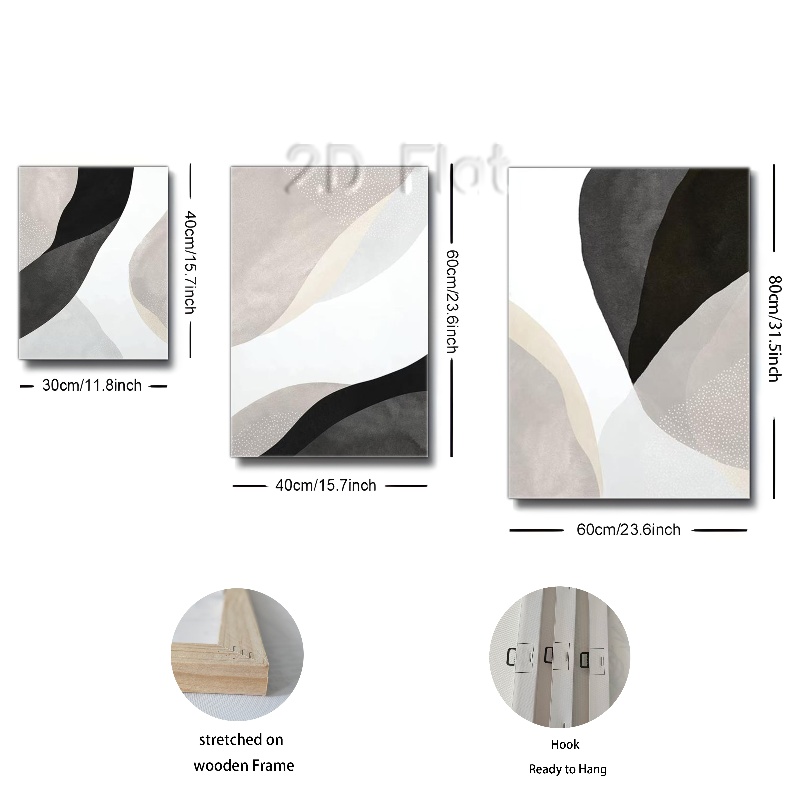 2D Flat
40cm/15.7inch
30cm/11.8inch
60cm/23.6inch
40cm/15.7inch
80cm/31.5inch
60cm/23.6inch
stretched on
wooden Frame
Hook
Ready to Hang